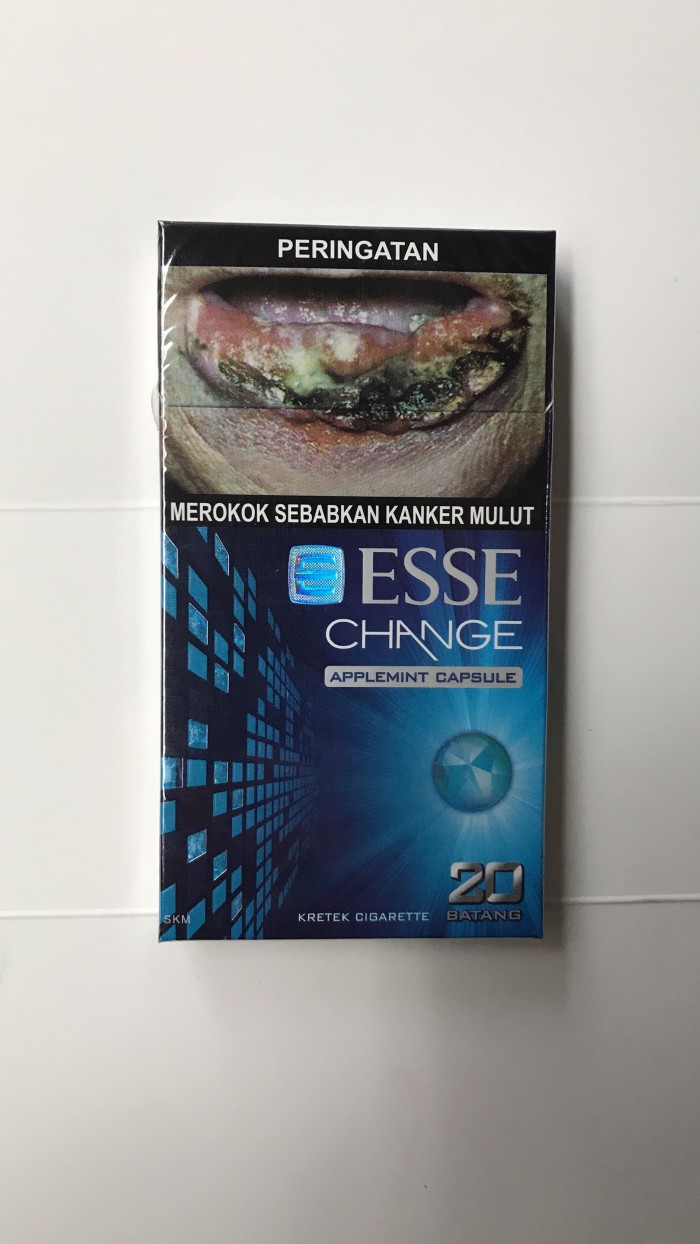 PERINGATAN
MEROKOK SEBABKAN KANKER MULUT
ESSE
CHANGE
APPLEMINT CAPSULE
20
BATANG
SKM
KRETEK CIGARETTE